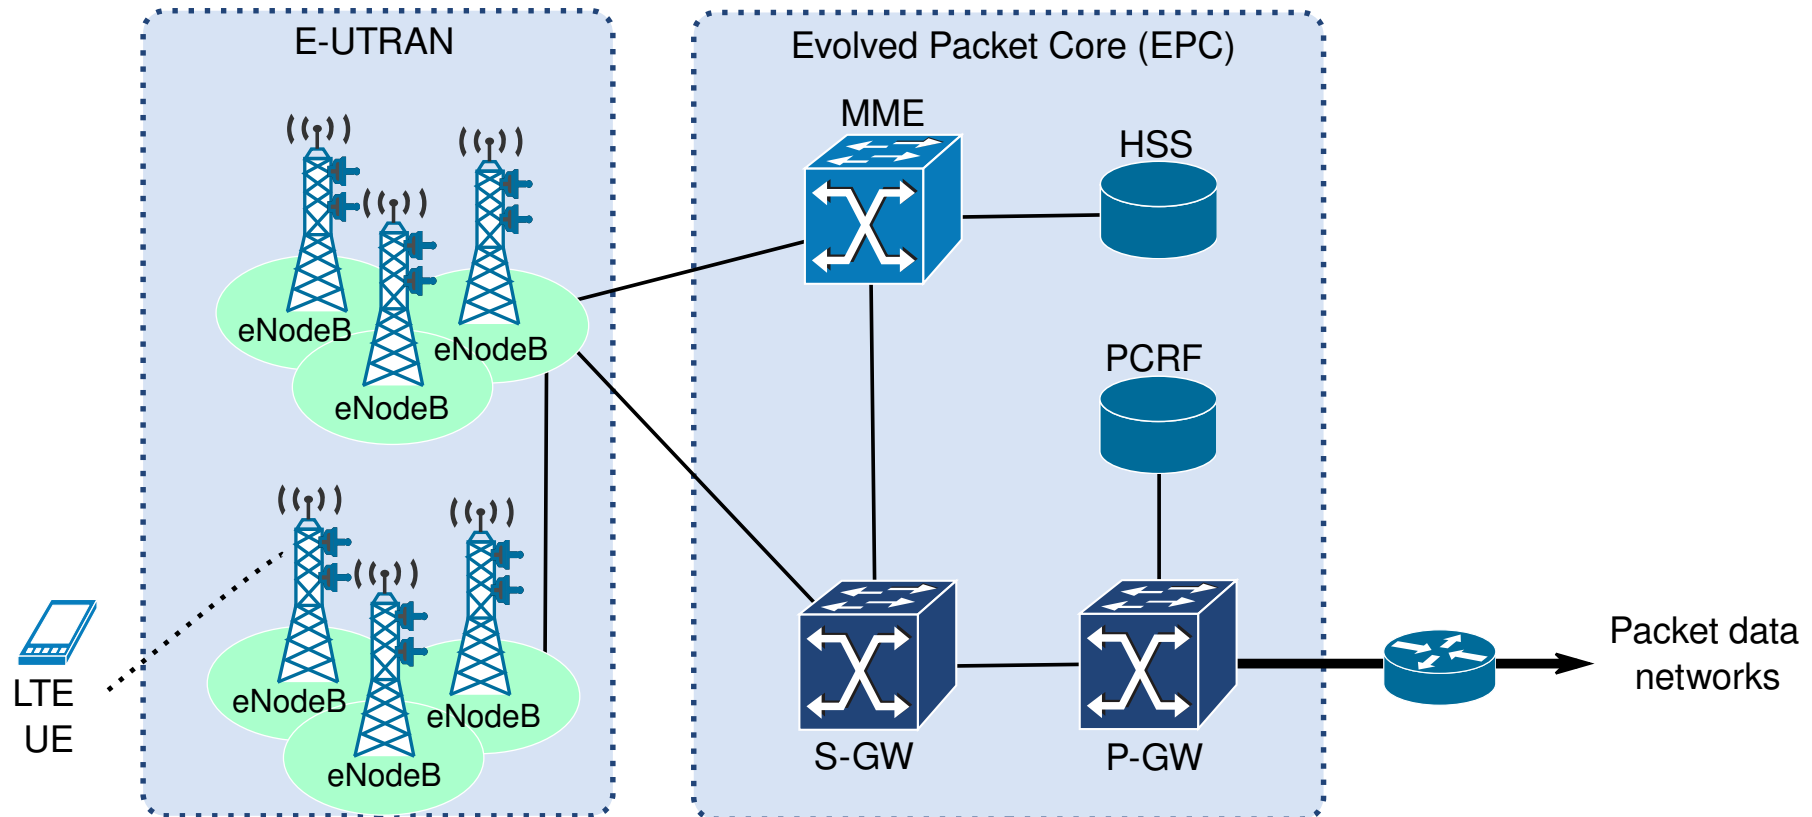 E-UTRAN
Evolved Packet Core (EPC)
MME
HSS
eNodeB
eNodeB
eNodeB
PCRF
LTE
UE
eNodeB
eNodeB
eNodeB
S-GW
P-GW
Packet data
networks